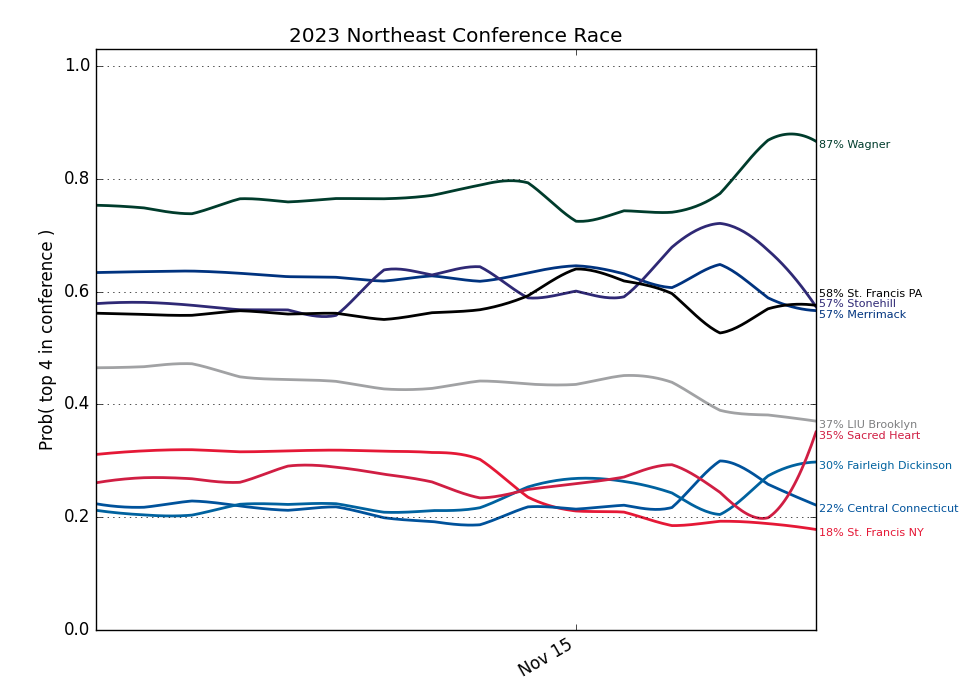 2023 Northeast Conference Race
Prob( top 4 in conference )
1.0
0.8
0.6
0.4
0.2
0.0
Nov 15
87% Wagner
58% St. Francis PA
57% Stonehill
57% Merrimack
37% LIU Brooklyn
35% Sacred Heart
30% Fairleigh Dickinson
22% Central Connecticut
18% St. Francis NY